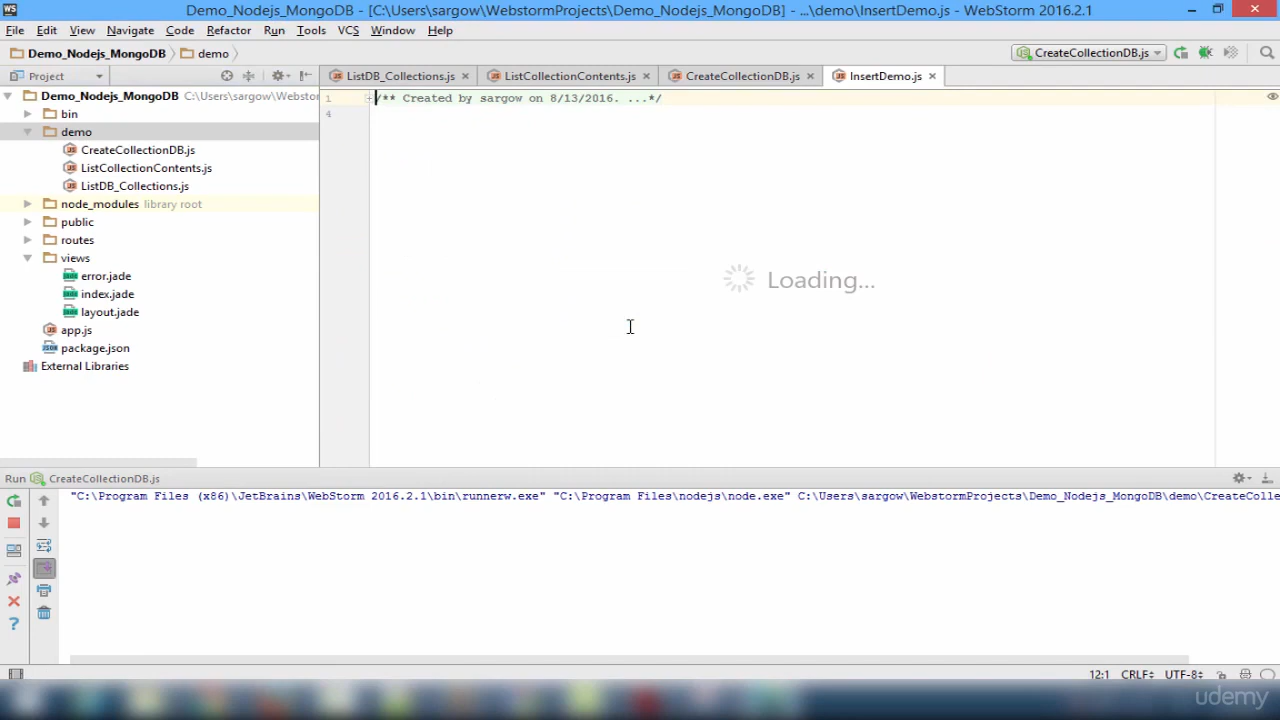 Demo_Nodejs_MongoDB - [C:\Users\sargow\WebstormProjects\Demo_Nodejs_MongoDB] - ...\demo\InsertDemo.js - WebStorm 2016.2.1
File Edit View Navigate Code Refactor Run Tools VCS Window Help
Demo_Nodejs_MongoDB demo CreateCollectionDB.js
Project ListDB_Collections.js ListCollectionContents.js CreateCollectionDB.js InsertDemo.js
Demo_Nodejs_MongoDB C:\Users\sargow\Webstor
1 /** Created by sargow on 8/13/2016. ...*/
4
bin
demo
CreateCollectionDB.js
ListCollectionContents.js
ListDB_Collections.js
node_modules library root
public
routes
views
error.jade
index.jade
layout.jade
app.js
package.json
External Libraries
Loading...
Run CreateCollectionDB.js
"C:\Program Files (x86)\JetBrains\WebStorm 2016.2.1\bin\runnerw.exe" "C:\Program Files\nodejs\node.exe" C:\Users\sargow\WebstormProjects\Demo_Nodejs_MongoDB\demo\CreateColle
12:1 CRLF UTF-8
udemy